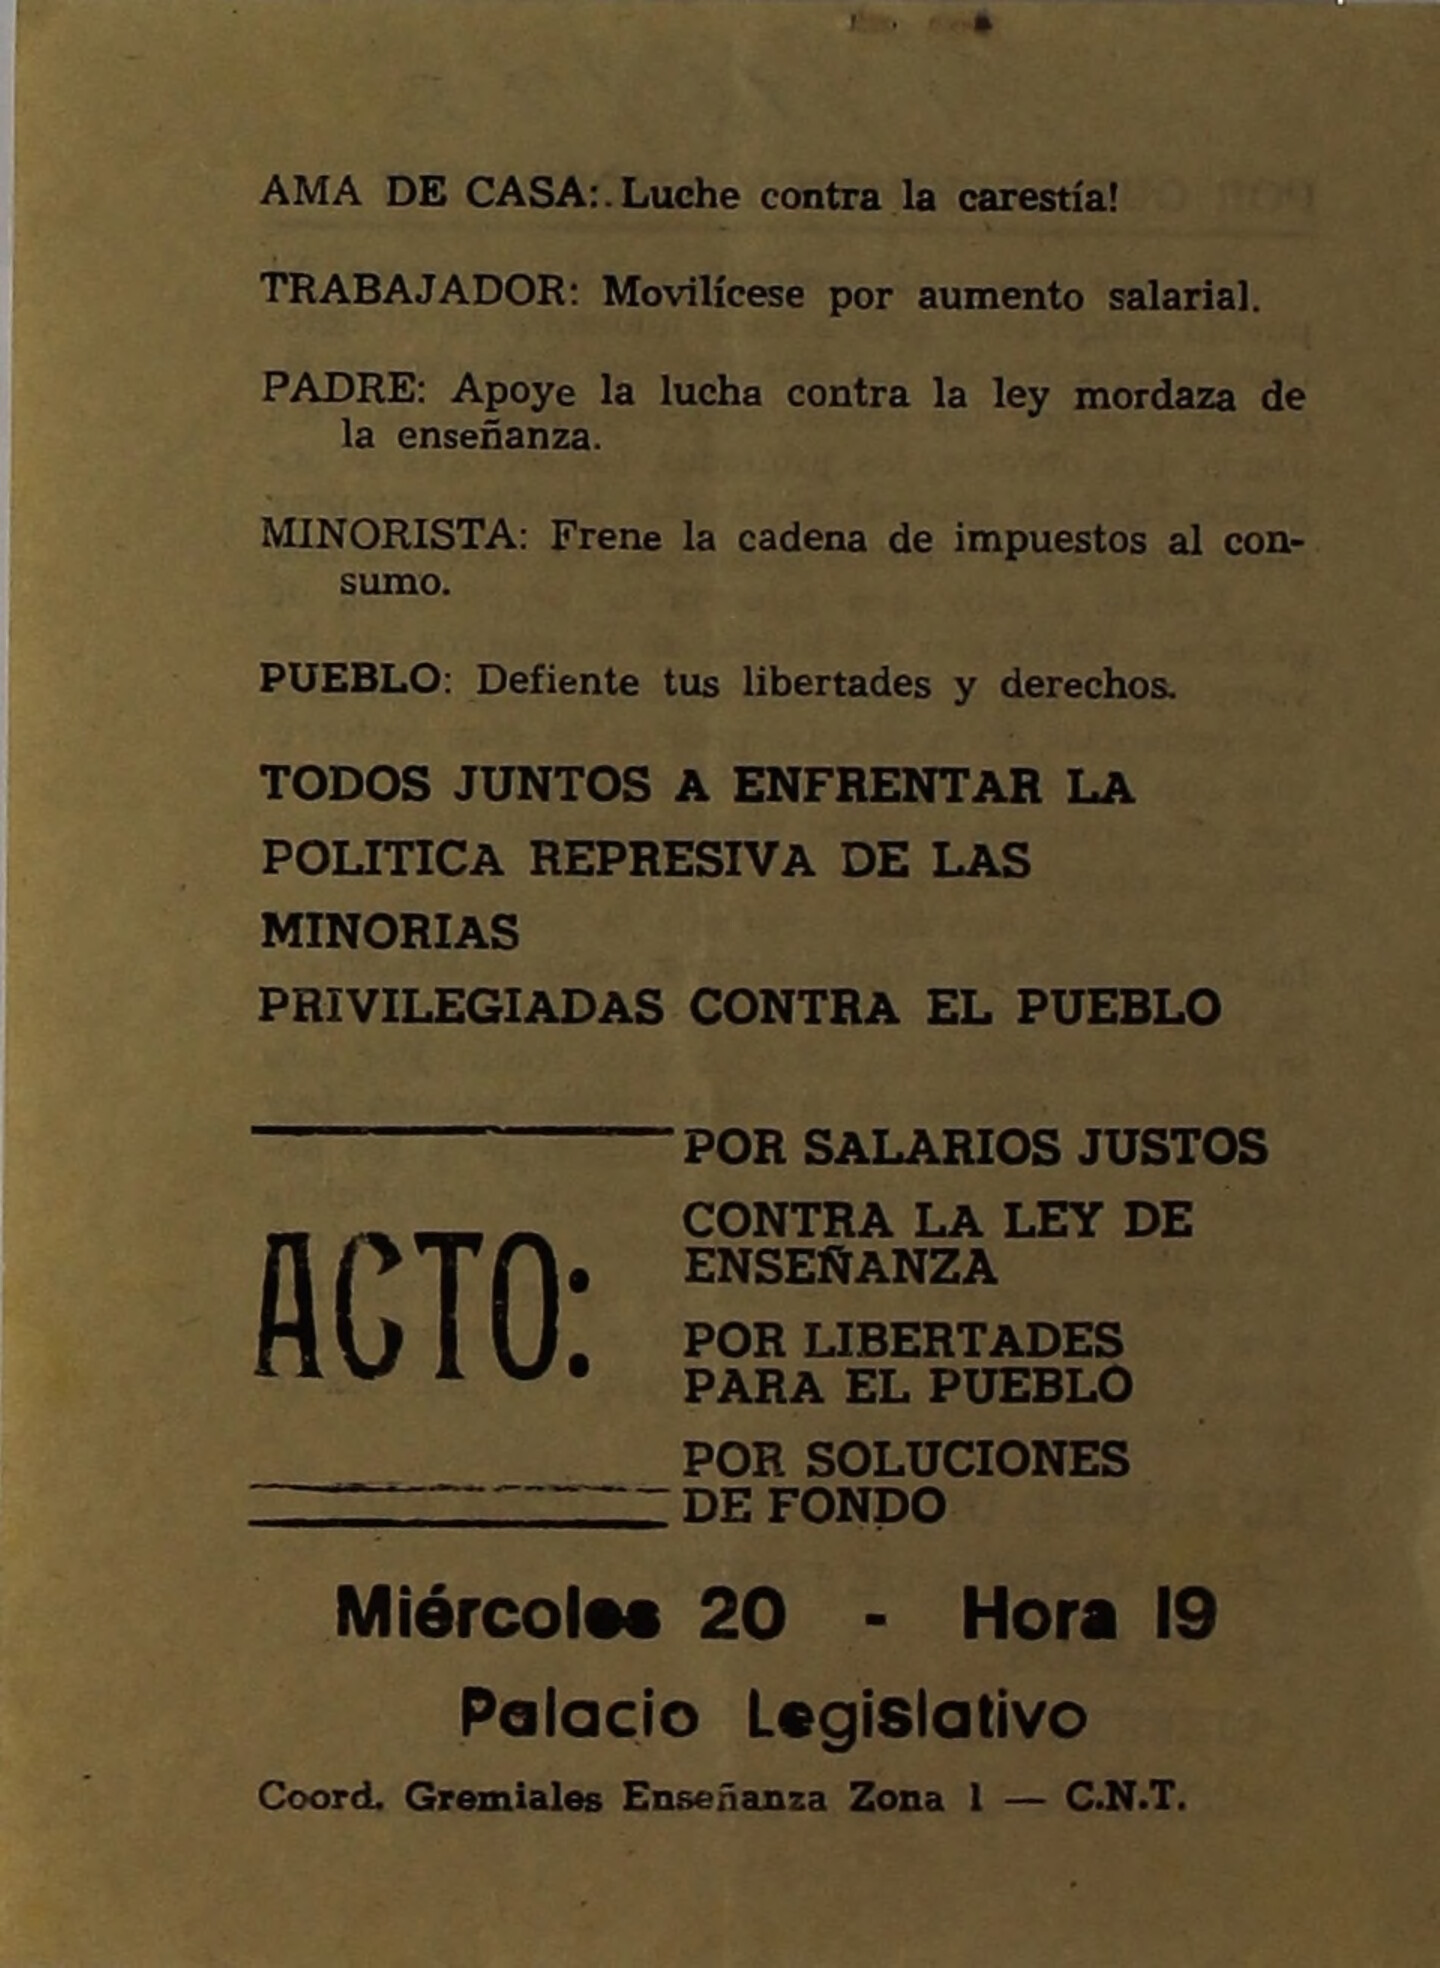 AMA DE CASA: Luche contra la carestía!
TRABAJADOR: Movilícese por aumento salarial.
PADRE: Apoye la lucha contra la ley mordaza de
la enseñanza.
MINORISTA: Frene la cadena de impuestos al con-
sumo.
PUEBLO: Defiente tus libertades y derechos.
TODOS JUNTOS A ENFRENTAR LA
POLITICA REPRESIVA DE LAS
MINORIAS
PRIVILEGIADAS CONTRA EL PUEBLO
ACTO:
POR SALARIOS JUSTOS
CONTRA LA LEY DE
ENSEÑANZA
POR LIBERTADES
PARA EL PUEBLO
POR SOLUCIONES
DE FONDO
Miércoles 20 - Hora 19
Palacio Legislativo
Coord. Gremiales Enseñanza Zona 1 — C.N.T.